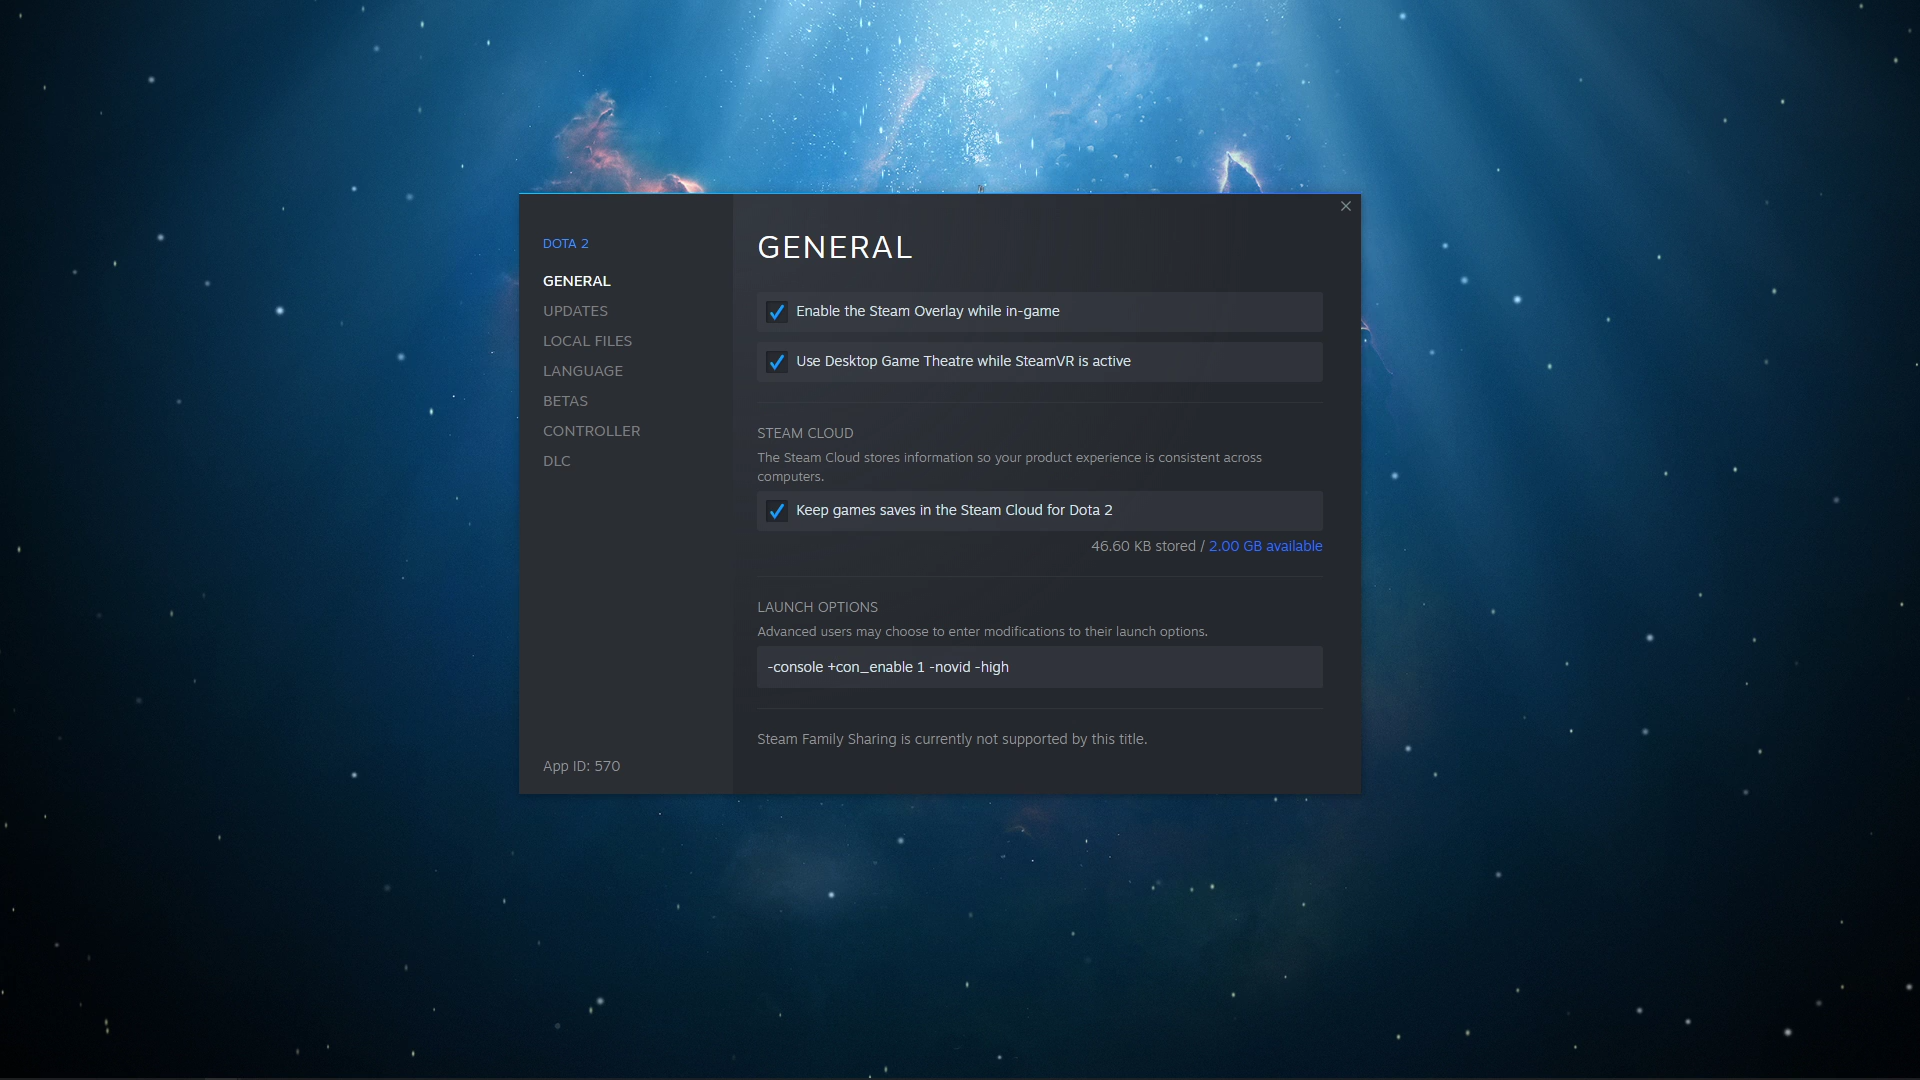 DOTA 2
GENERAL
UPDATES
LOCAL FILES
LANGUAGE
BETAS
CONTROLLER
DLC
App ID: 570
GENERAL
Enable the Steam Overlay while in-game
Use Desktop Game Theatre while SteamVR is active
STEAM CLOUD
The Steam Cloud stores information so your product experience is consistent across
computers.
Keep games saves in the Steam Cloud for Dota 2
46.60 KB stored / 2.00 GB available
LAUNCH OPTIONS
Advanced users may choose to enter modifications to their launch options.
-console +con_enable 1 -novid -high
Steam Family Sharing is currently not supported by this title.